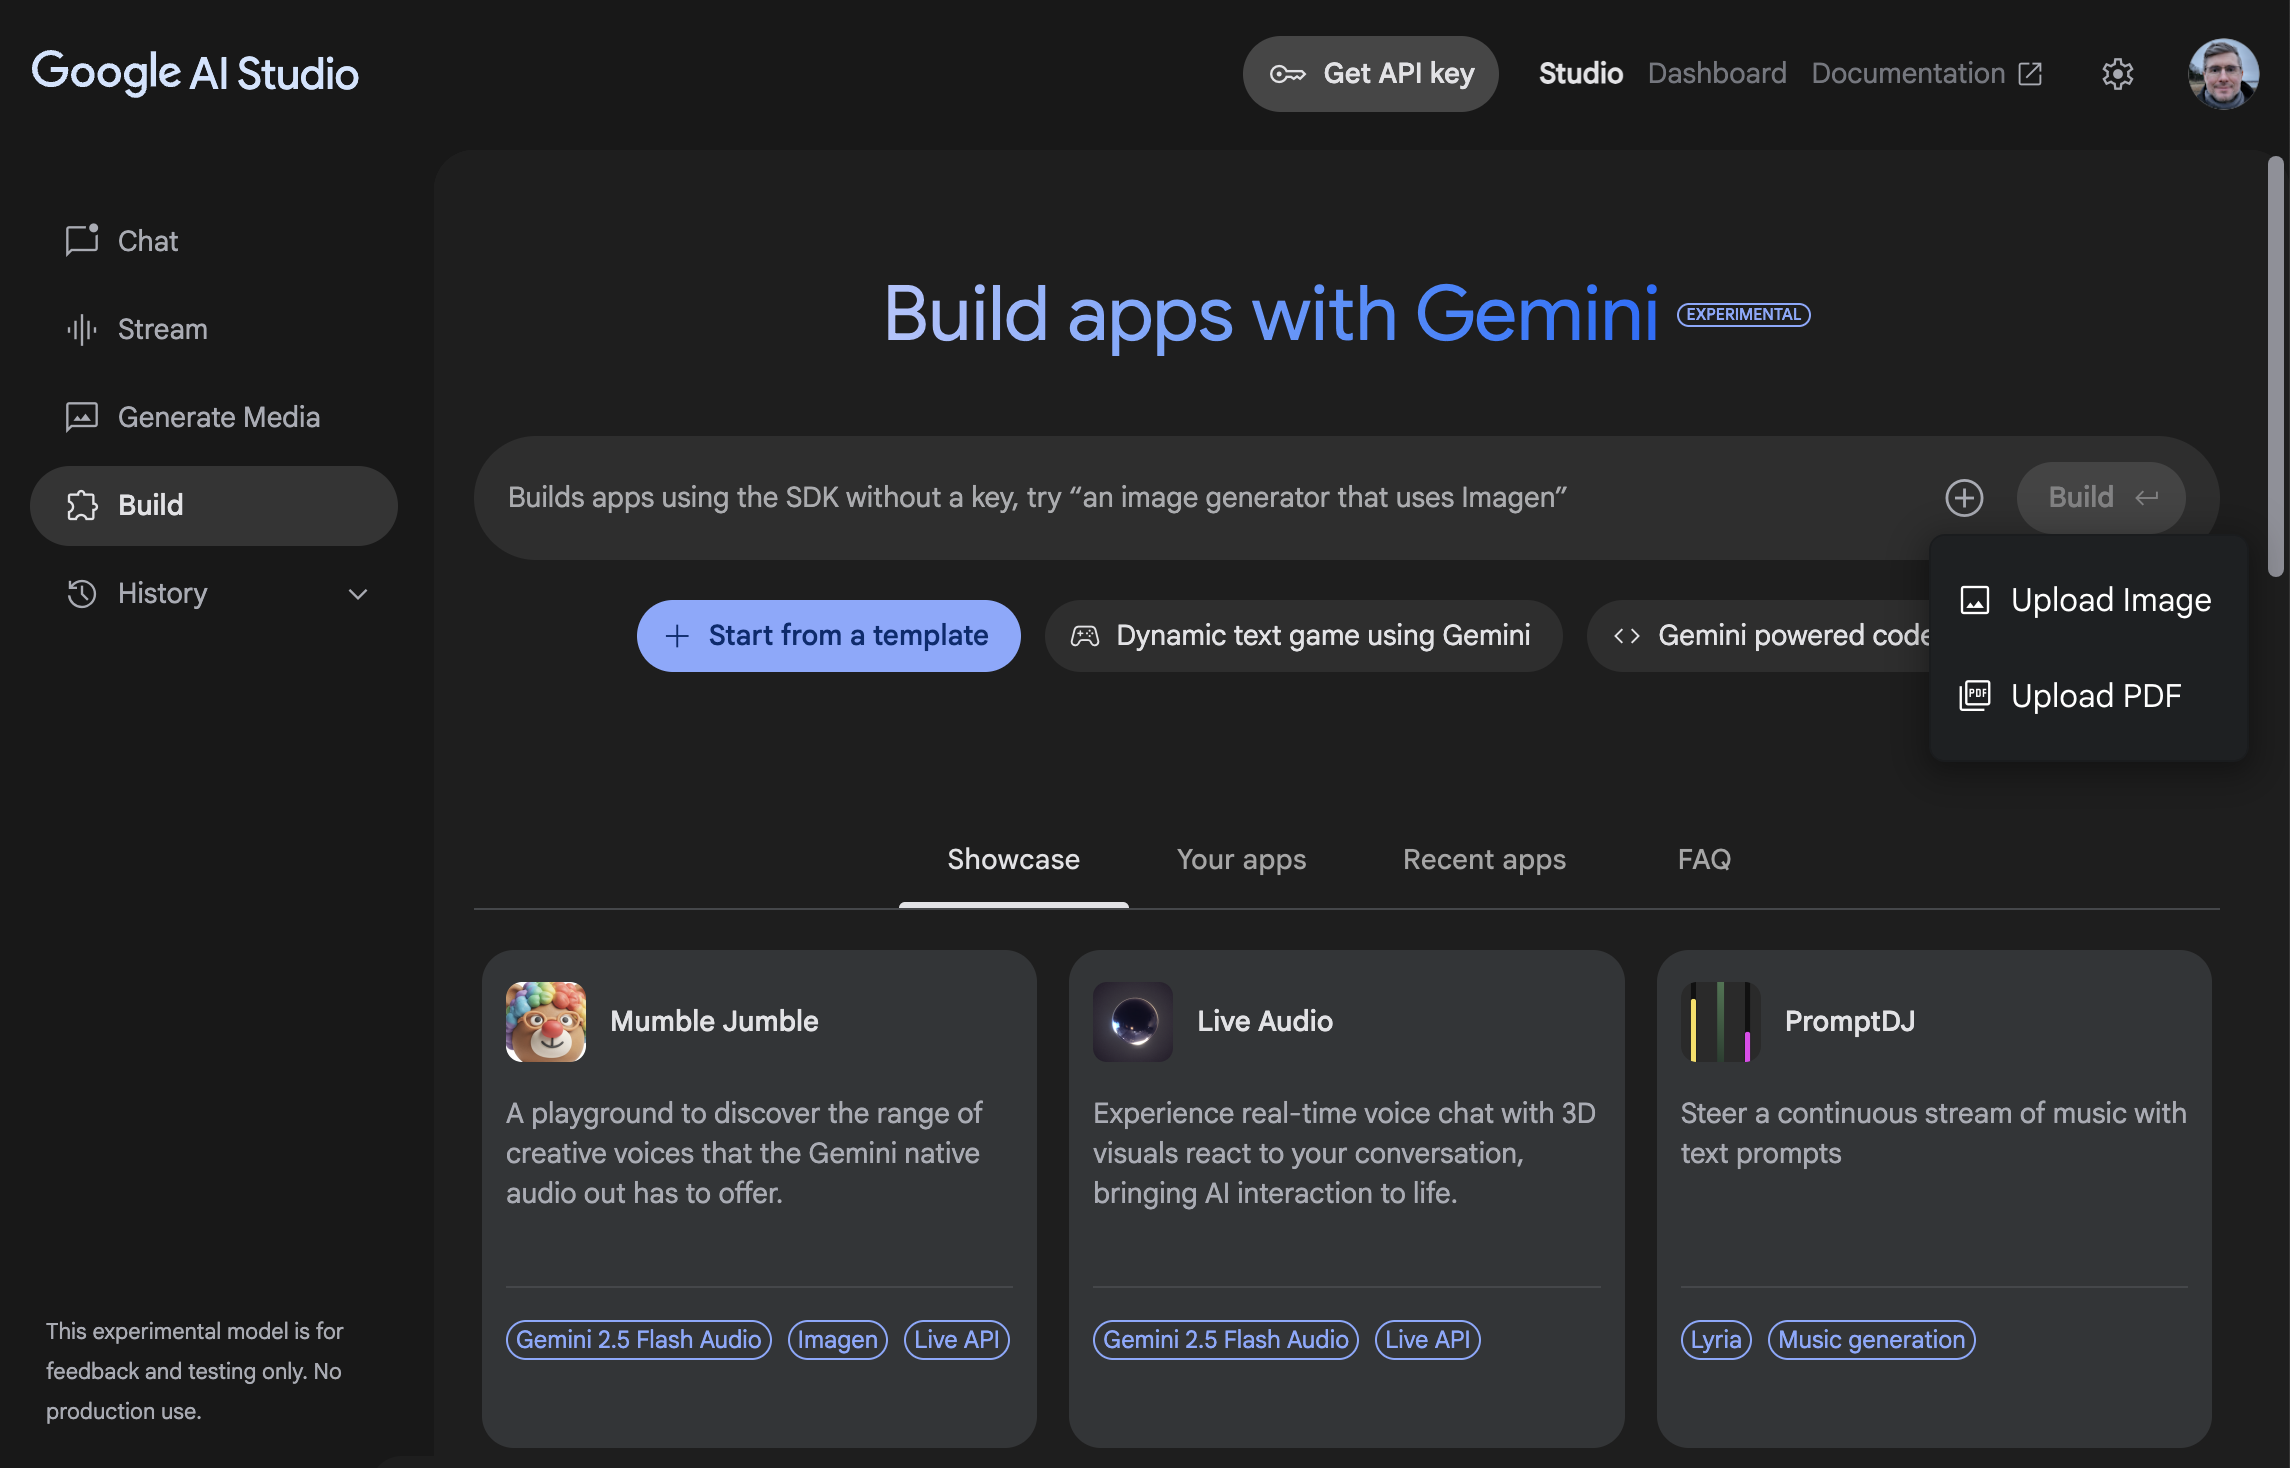 Google AI Studio
Get API key
Studio
Dashboard
Documentation
Chat
Stream
Generate Media
Build
History
This experimental model is for
feedback and testing only. No
production use.
Build apps with Gemini
EXPERIMENTAL
Builds apps using the SDK without a key, try “an image generator that uses Imagen”
Build
Upload Image
PDF
Upload PDF
Start from a template
Dynamic text game using Gemini
Gemini powered code
Showcase
Your apps
Recent apps
FAQ
Mumble Jumble
A playground to discover the range of
creative voices that the Gemini native
audio out has to offer.
Gemini 2.5 Flash Audio
Imagen
Live API
Live Audio
Experience real-time voice chat with 3D
visuals react to your conversation,
bringing AI interaction to life.
Gemini 2.5 Flash Audio
Live API
PromptDJ
Steer a continuous stream of music with
text prompts
Lyria
Music generation